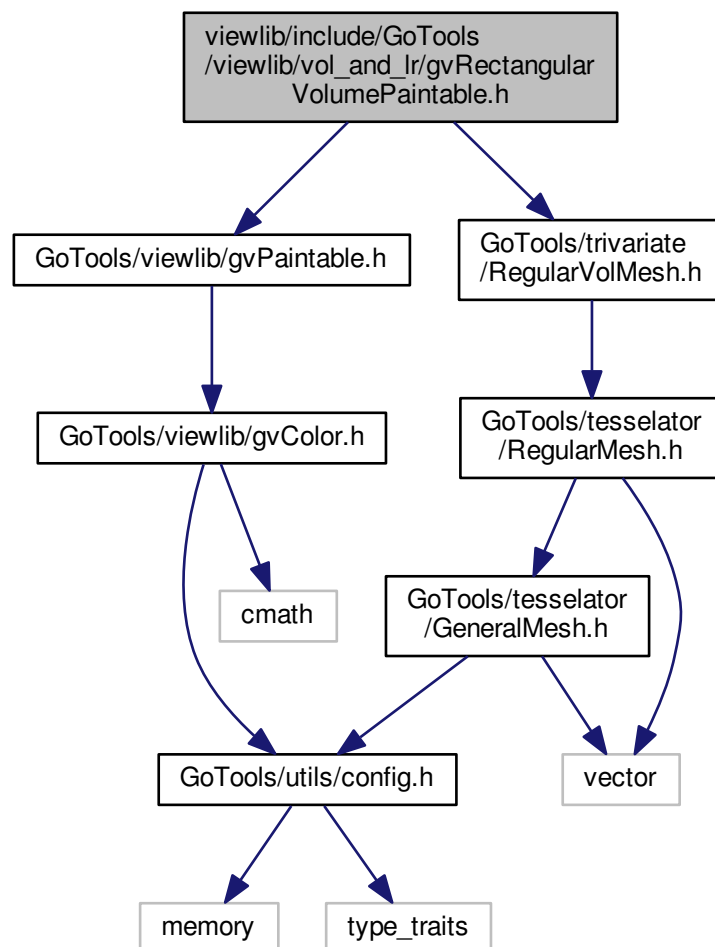 viewlib/include/GoTools
/viewlib/vol_and_lr/gvRectangular
VolumePaintable.h
GoTools/viewlib/gvPaintable.h
GoTools/trivariate
/RegularVolMesh.h
GoTools/viewlib/gvColor.h
GoTools/tesselator
/RegularMesh.h
cmath
GoTools/tesselator
/GeneralMesh.h
GoTools/utils/config.h
vector
memory
type_traits